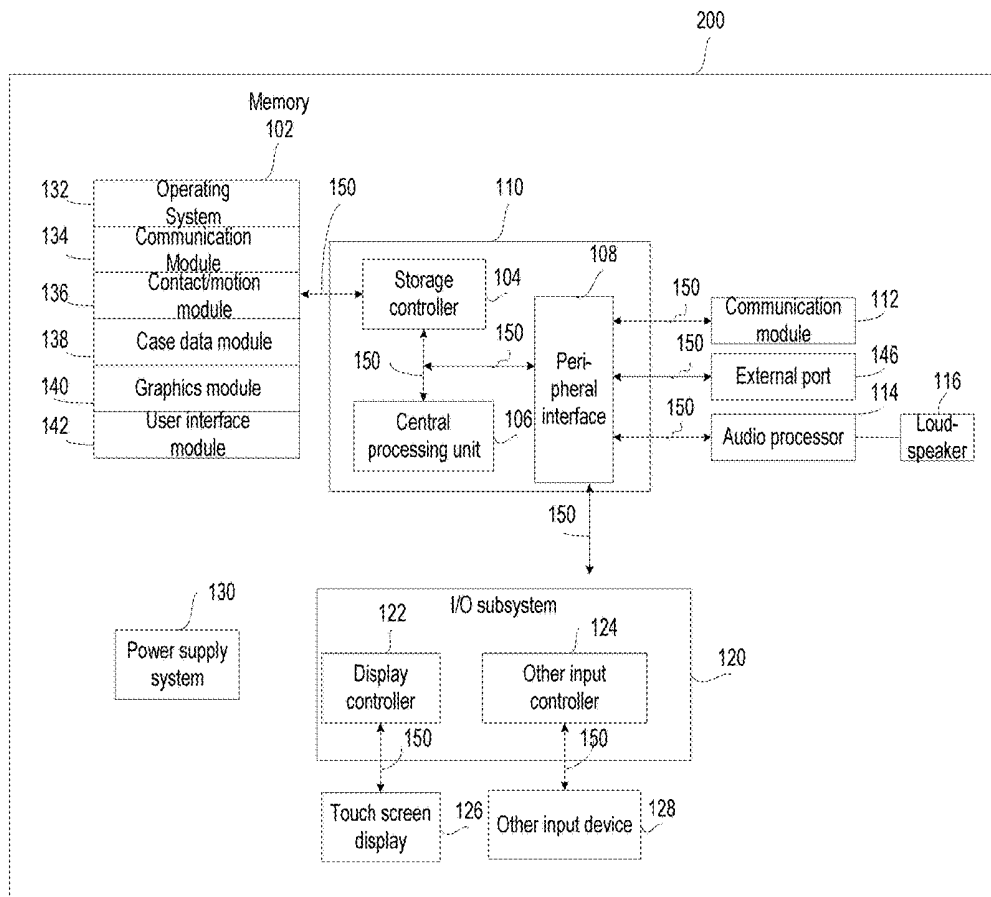 200
Memory
102
132
Operating
System
134
Communication
Module
136
Contact/motion
module
138
Case data module
140
Graphics module
142
User interface
module
150
110
Storage
controller
104
108
150
150
Central
processing unit
106
Peri-
pheral
interface
150
Communication
module
112
150
External port
146
114
150
Audio processor
116
Loud-
speaker
150
130
Power supply
system
I/O subsystem
122
Display
controller
124
Other input
controller
120
150
150
Touch screen
display
126
Other input device
128